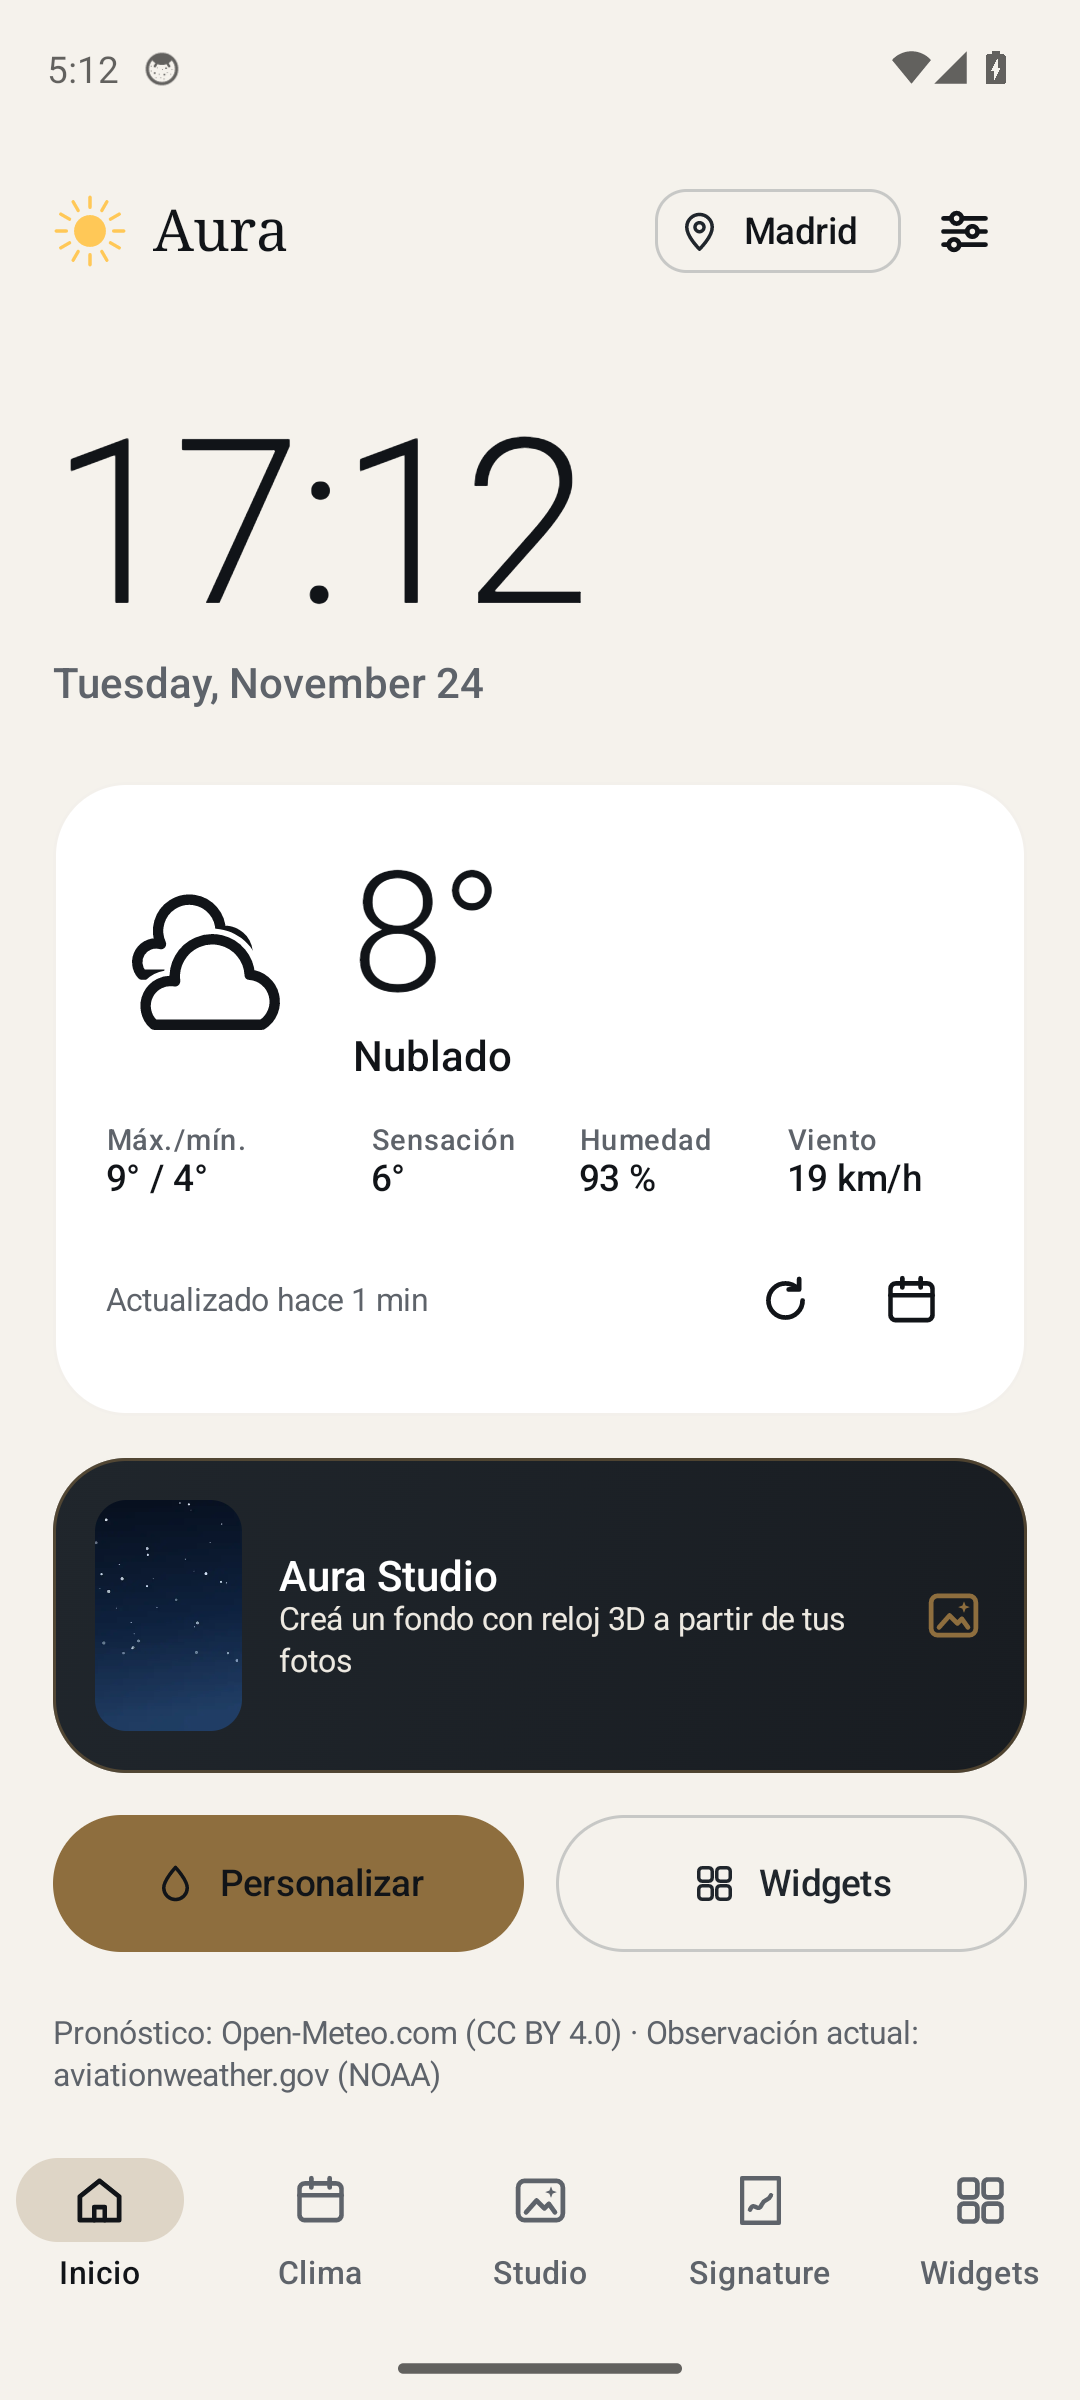 5:12
Aura
Madrid
17:12
Tuesday, November 24
8°
Nublado
Máx./mín.
9° / 4°
Sensación
6°
Humedad
93 %
Viento
19 km/h
Actualizado hace 1 min
Aura Studio
Creá un fondo con reloj 3D a partir de tus
fotos
Personalizar
Widgets
Pronóstico: Open-Meteo.com (CC BY 4.0) · Observación actual:
aviationweather.gov (NOAA)
Inicio
Clima
Studio
Signature
Widgets